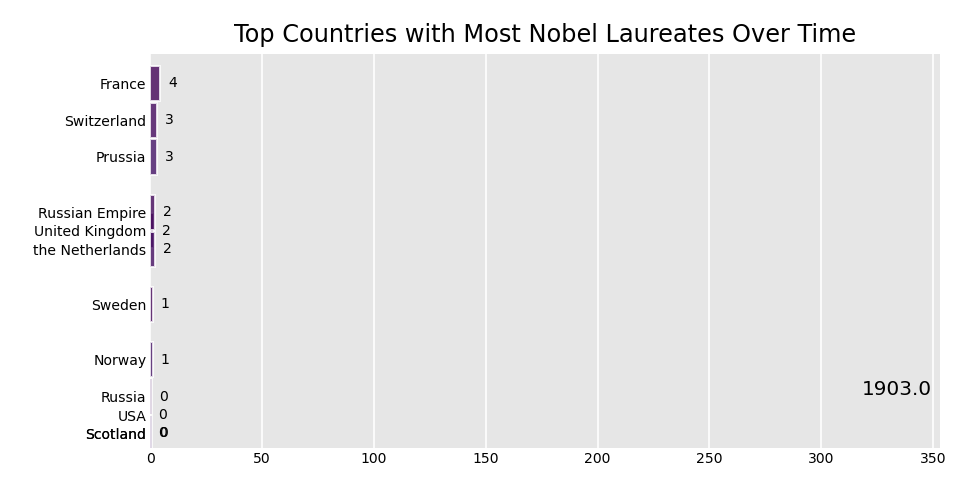 Top Countries with Most Nobel Laureates Over Time
France 4
Switzerland 3
Prussia 3
Russian Empire 2
United Kingdom 2
the Netherlands 2
Sweden 1
Norway 1
1903.0
Russia 0
USA 0
Scotland 0
0 50 100 150 200 250 300 350